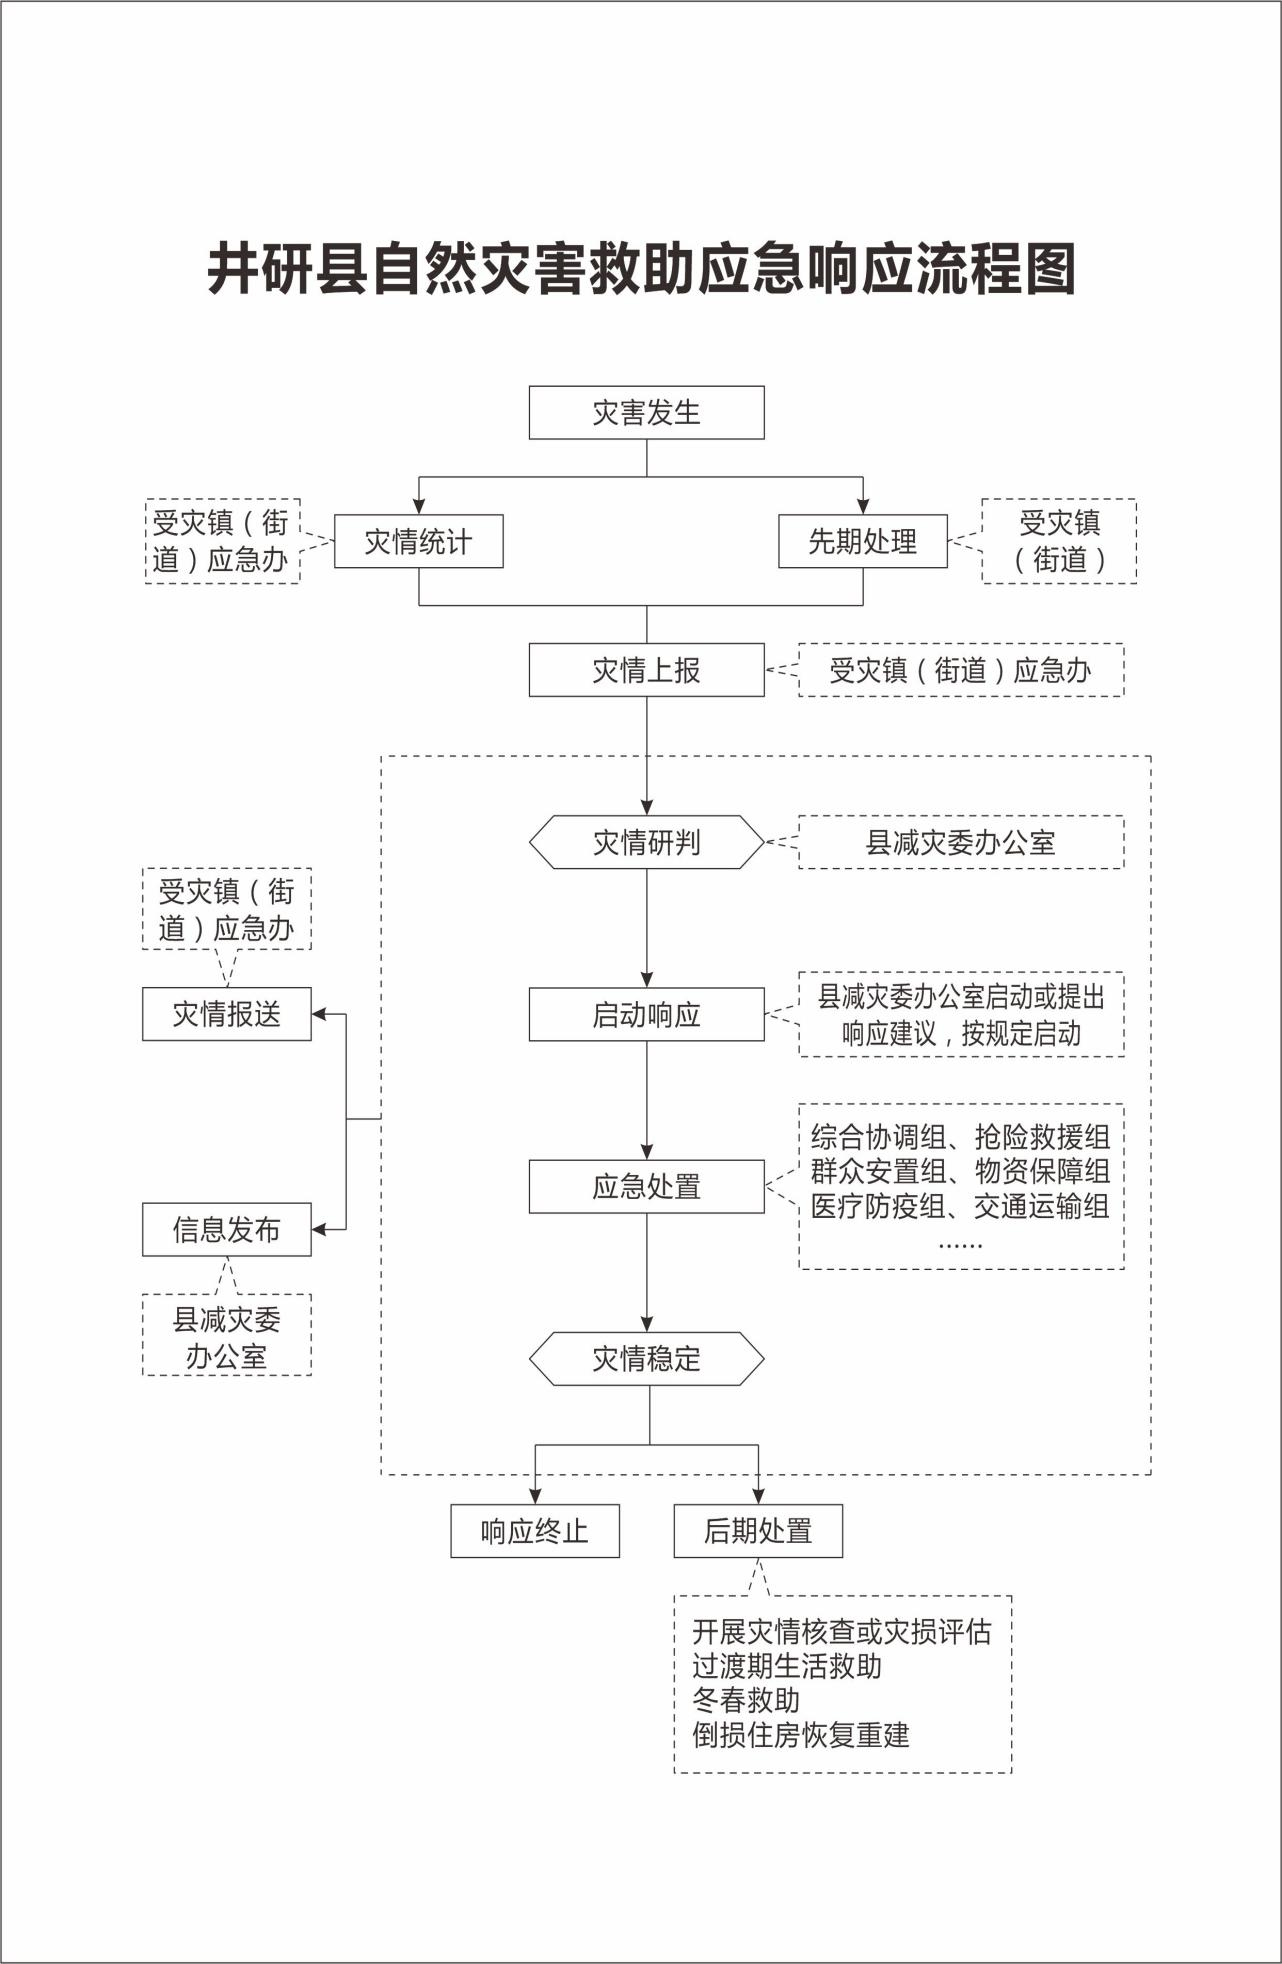 井研县自然灾害救助应急响应流程图
灾害发生
受灾镇（街
道）应急办
灾情统计
先期处理
受灾镇
（街道）
灾情上报
受灾镇（街道）应急办
灾情研判
县减灾委办公室
受灾镇（街
道）应急办
灾情报送
启动响应
县减灾委办公室启动或提出
响应建议，按规定启动
应急处置
综合协调组、抢险救援组
群众安置组、物资保障组
医疗防疫组、交通运输组
……
信息发布
县减灾委
办公室
灾情稳定
响应终止
后期处置
开展灾情核查或灾损评估
过渡期生活救助
冬春救助
倒损住房恢复重建